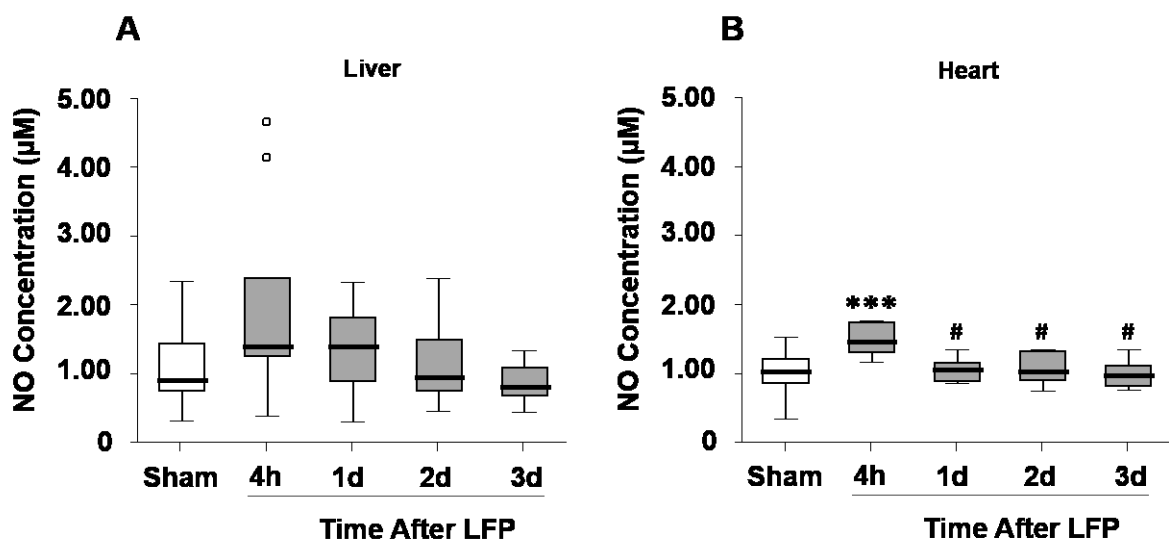 A
Liver
NO Concentration (µM)
5.00
4.00
3.00
2.00
1.00
0
Sham 4h 1d 2d 3d
Time After LFP
B
Heart
NO Concentration (µM)
5.00
4.00
3.00
2.00
1.00
0
***
# # #
Sham 4h 1d 2d 3d
Time After LFP